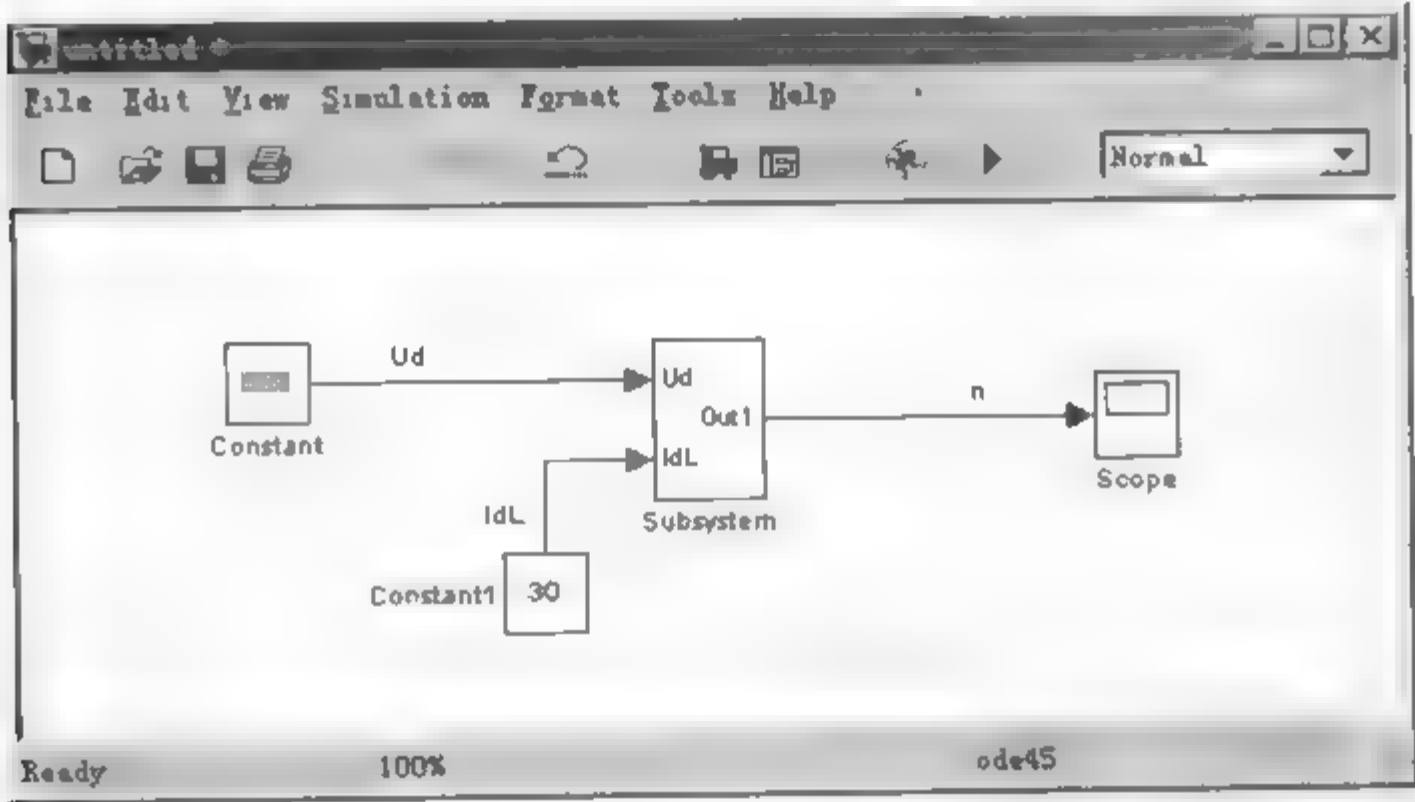 untitled *
File Edit View Simulation Format Tools Help
Normal
Ud
Ud
n
Out1
Constant
IdL
Scope
IdL
Subsystem
Constant1 30
Ready 100% ode45